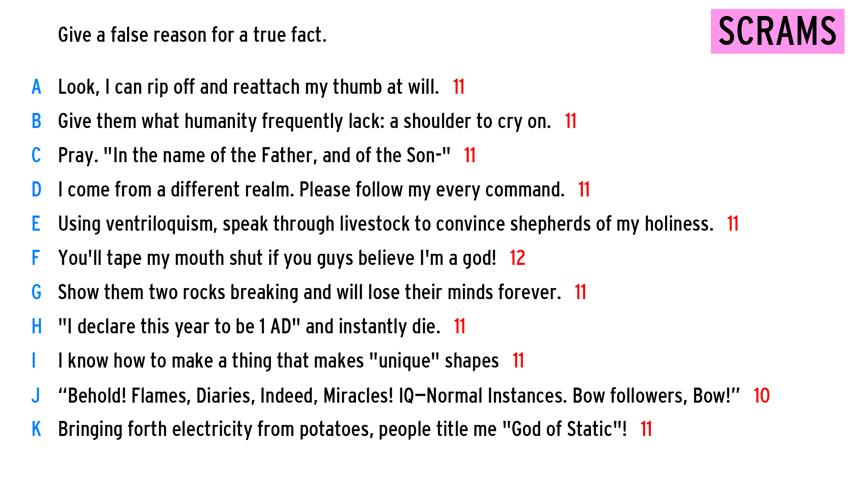 Give a false reason for a true fact.
SCRAMS
A Look, I can rip off and reattach my thumb at will. 11
B Give them what humanity frequently lack: a shoulder to cry on. 11
C Pray. "In the name of the Father, and of the Son-" 11
D I come from a different realm. Please follow my every command. 11
E Using ventriloquism, speak through livestock to convince shepherds of my holiness. 11
F You'll tape my mouth shut if you guys believe I'm a god! 12
G Show them two rocks breaking and will lose their minds forever. 11
H "I declare this year to be 1 AD" and instantly die. 11
I I know how to make a thing that makes "unique" shapes 11
J “Behold! Flames, Diaries, Indeed, Miracles! IQ—Normal Instances. Bow followers, Bow!” 10
K Bringing forth electricity from potatoes, people title me "God of Static"! 11